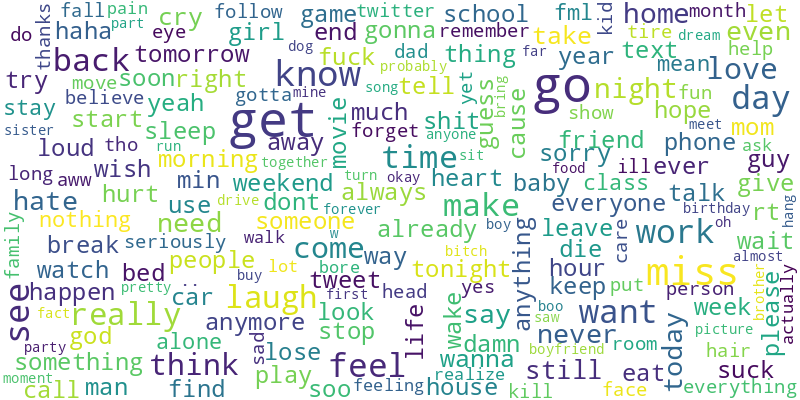 fall pain follow game twitter school fml kid home month let
thanks part cry eye girl end gonna remember take tire dream even
do haha dog fuck dad thing far year text help
back tomorrow know probably mean love
try move soon right gotta mine song tell yet guess bring go night fun day
stay believe yeah get movie much shit cause show hope
sister start sleep away forget anyone friend phone meet mom
loud tho run morning together time sit sorry ill ever ask guy
long aww wish min turn okay heart baby food class talk give
hate hurt use weekend dont always make everyone birthday rt hang
nothing need drive someone forever already boy anything leave care work oh wait
family break seriously walk w come way bitch die almost
watch people lot bore tonight hour miss
see happen bed pretty .. buy tweet yes keep put person brother please actually
car laugh first head
fact really anymore look life wake say boo saw want week picture
party god alone sad stop damn never room today hair
something think lose feel wanna boyfriend still eat suck
moment call man find play soo feeling house realize kill face everything